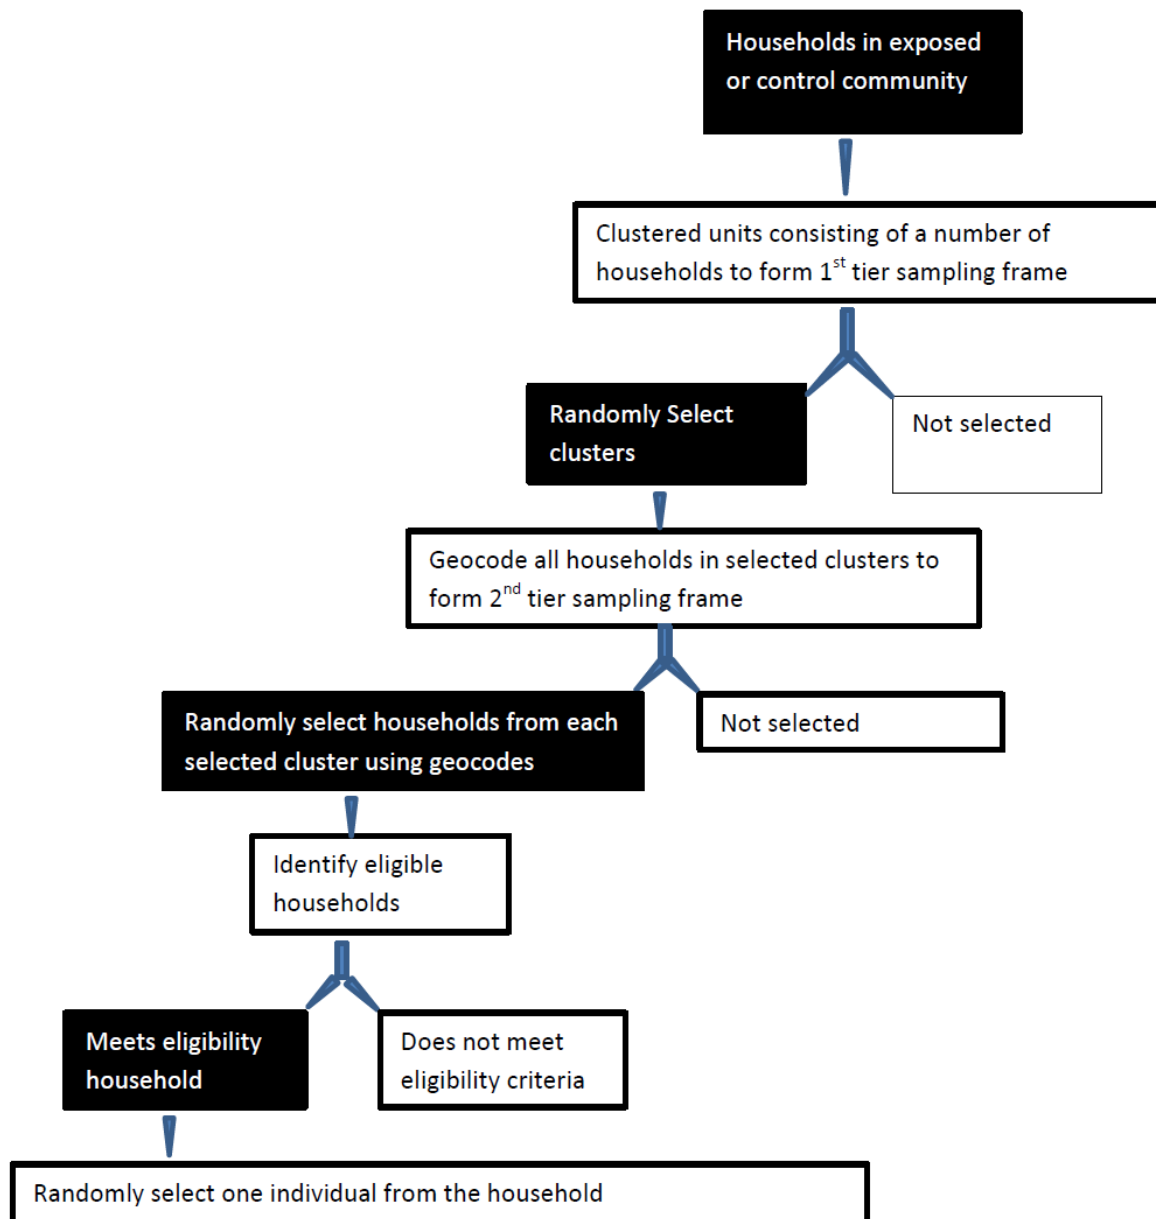 Households in exposed
or control community
Clustered units consisting of a number of
households to form 1st tier sampling frame
Randomly Select
clusters
Not selected
Geocode all households in selected clusters to
form 2nd tier sampling frame
Randomly select households from each
selected cluster using geocodes
Not selected
Identify eligible
households
Meets eligibility
household
Does not meet
eligibility criteria
Randomly select one individual from the household